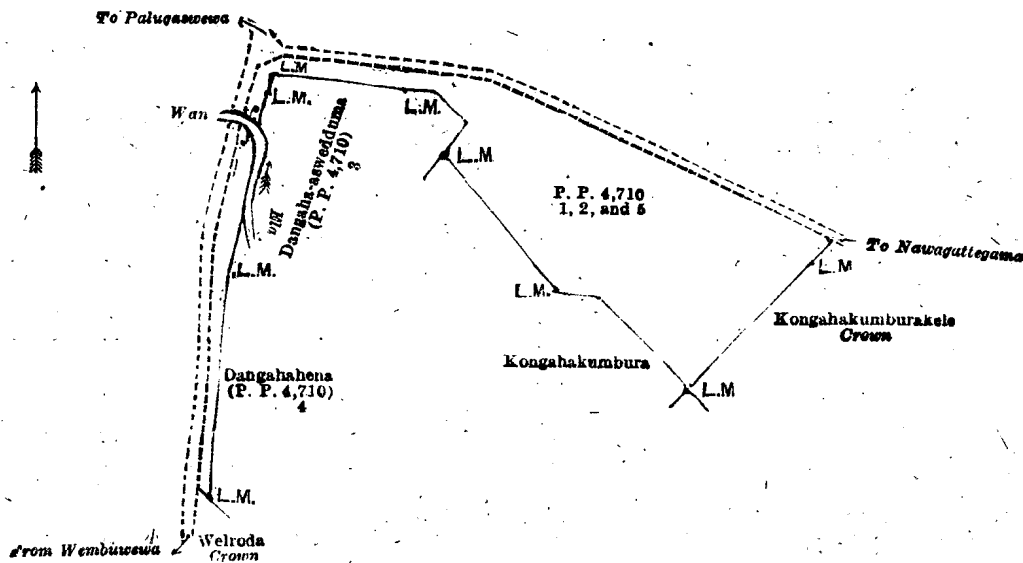 To Palugaswewa
L.M
L.M.
L.M.
Wan
L.M
Dangaha-aswedduma
(P. P. 4,710)
3
P. P. 4,710
1, 2, and 5
Ela
To Nawagattegama
L.M.
L.M
L.M.
Kongahakumburakele
Crown
Kongahakumbura
Dangahahena
(P. P. 4,710)
4
L.M
L.M.
Welroda
Crown
From Wembuwewa